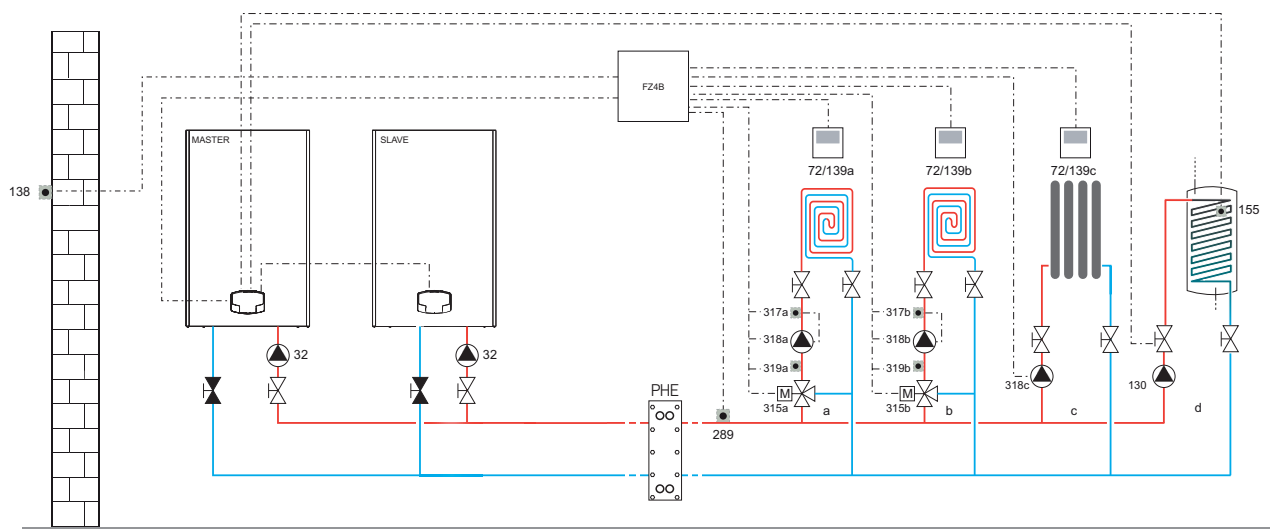 FZ4B
MASTER
SLAVE
138
72/139a
72/139b
72/139c
155
317a
317b
318a
318b
32
32
319a
319b
318c
130
M
M
PHE
315a
315b
a
b
c
d
289